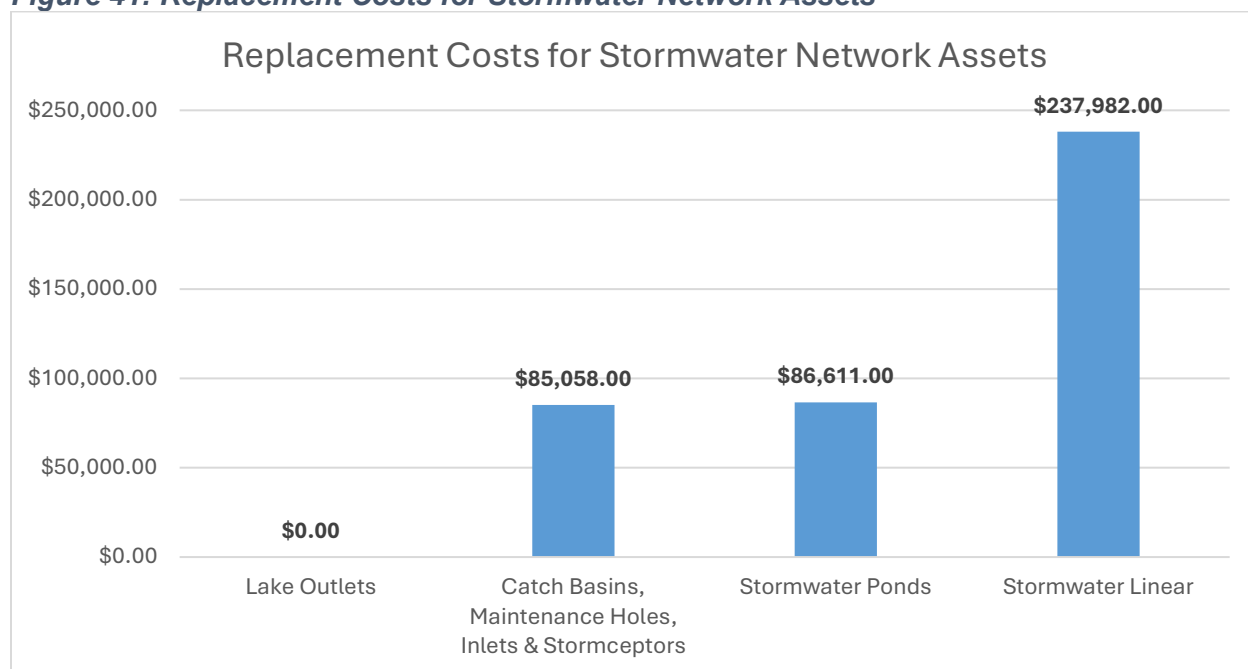 Figure 41: Replacement Costs for Stormwater Network Assets
Replacement Costs for Stormwater Network Assets
$250,000.00
$200,000.00
$150,000.00
$100,000.00
$50,000.00
$0.00
$0.00
$85,058.00
$86,611.00
$237,982.00
Lake Outlets
Catch Basins,
Maintenance Holes,
Inlets & Stormceptors
Stormwater Ponds
Stormwater Linear